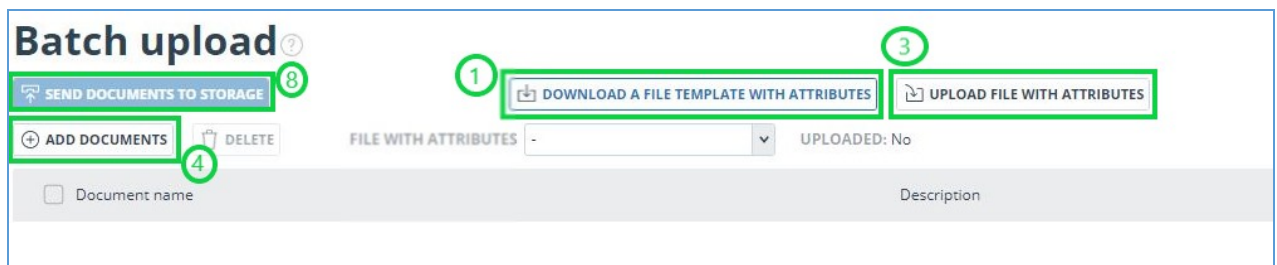 Batch upload ?
3
SEND DOCUMENTS TO STORAGE 8 1 DOWNLOAD A FILE TEMPLATE WITH ATTRIBUTES UPLOAD FILE WITH ATTRIBUTES
ADD DOCUMENTS DELETE FILE WITH ATTRIBUTES - UPLOADED: No
4
Document name Description